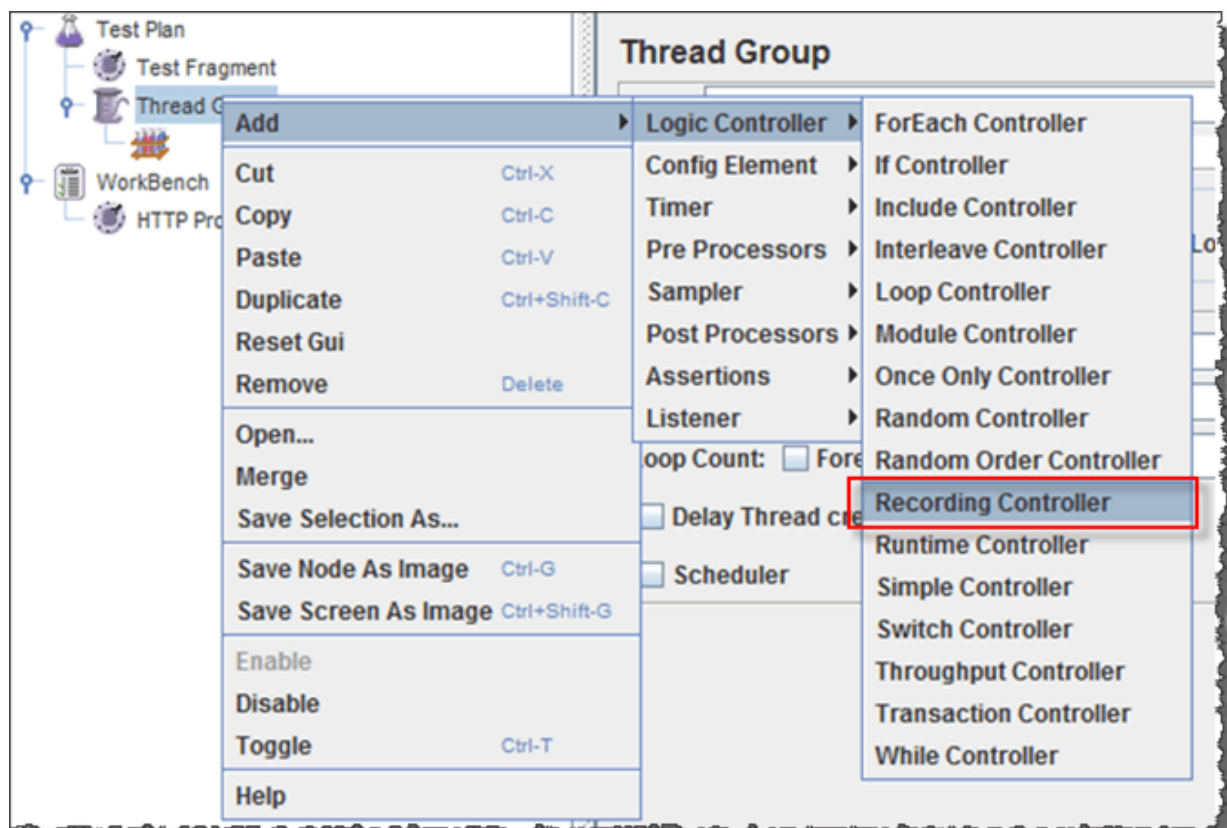 Test Plan
Test Fragment
Thread
WorkBench
HTTP
Thread Group
Add
Cut Ctrl-X
Copy Ctrl-C
Paste Ctrl-V
Duplicate Ctrl+Shift-C
Reset Gui
Remove Delete
Open...
Merge
Save Selection As...
Save Node As Image Ctrl-G
Save Screen As Image Ctrl+Shift-G
Enable
Disable
Toggle Ctrl-T
Help
Logic Controller
Config Element
Timer
Pre Processors
Sampler
Post Processors
Assertions
Listener
ForEach Controller
If Controller
Include Controller
Interleave Controller
Loop Controller
Module Controller
Once Only Controller
Random Controller
Random Order Controller
Recording Controller
Runtime Controller
Simple Controller
Switch Controller
Throughput Controller
Transaction Controller
While Controller
Count:
Delay Thread
Scheduler